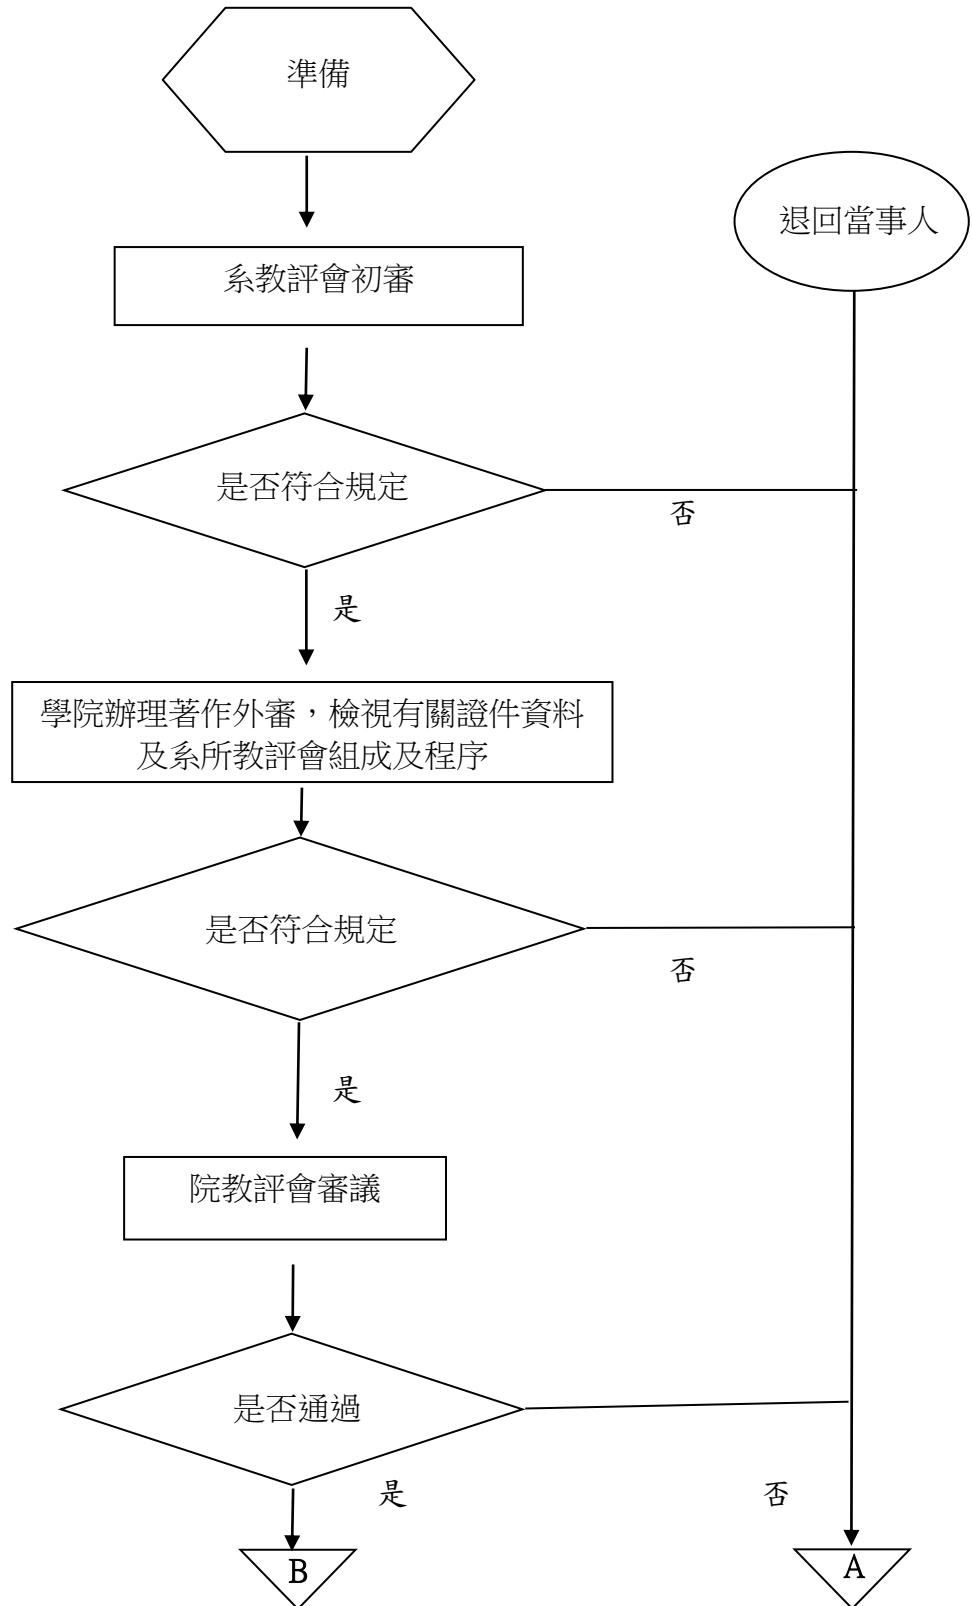 準備
退回當事人
系教評會初審
是否符合規定
否
是
學院辦理著作外審，檢視有關證件資料
及系所教評會組成及程序
是否符合規定
否
是
院教評會審議
是否通過
是
否
B
A